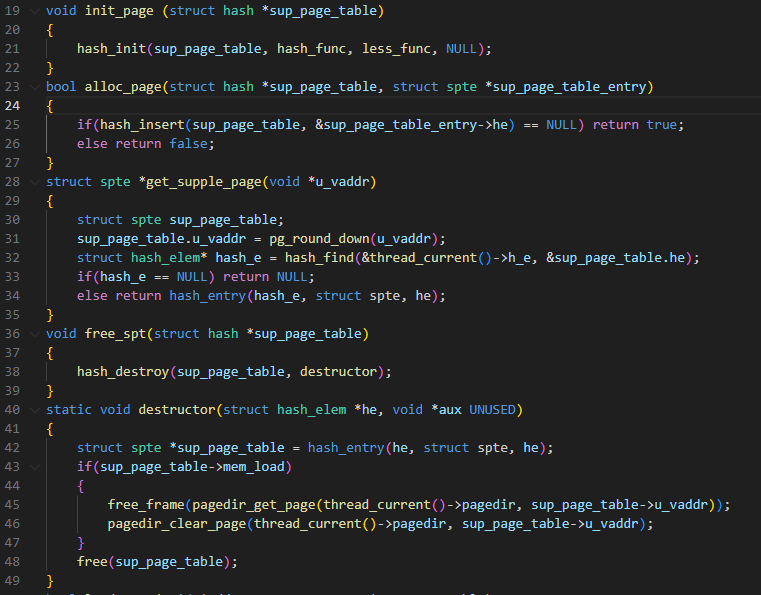 19 void init_page (struct hash *sup_page_table)
20 {
21     hash_init(sup_page_table, hash_func, less_func, NULL);
22 }
23 bool alloc_page(struct hash *sup_page_table, struct spte *sup_page_table_entry)
24 {
25     if(hash_insert(sup_page_table, &sup_page_table_entry->he) == NULL) return true;
26     else return false;
27 }
28 struct spte *get_supple_page(void *u_vaddr)
29 {
30     struct spte sup_page_table;
31     sup_page_table.u_vaddr = pg_round_down(u_vaddr);
32     struct hash_elem* hash_e = hash_find(&thread_current()->h_e, &sup_page_table.he);
33     if(hash_e == NULL) return NULL;
34     else return hash_entry(hash_e, struct spte, he);
35 }
36 void free_spt(struct hash *sup_page_table)
37 {
38     hash_destroy(sup_page_table, destructor);
39 }
40 static void destructor(struct hash_elem *he, void *aux UNUSED)
41 {
42     struct spte *sup_page_table = hash_entry(he, struct spte, he);
43     if(sup_page_table->mem_load)
44     {
45         free_frame(pagedir_get_page(thread_current()->pagedir, sup_page_table->u_vaddr));
46         pagedir_clear_page(thread_current()->pagedir, sup_page_table->u_vaddr);
47     }
48     free(sup_page_table);
49 }